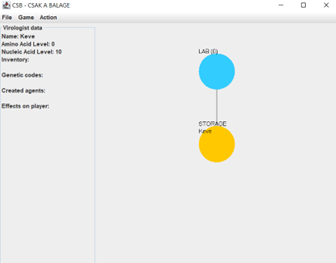 CSB - CSAK A BALAGE
File Game Action
Virologist data
Name: Keve
Amino Acid Level: 0
Nucleic Acid Level: 10
Inventory:
Genetic codes:
Created agents:
Effects on player:
LAB (0)
STORAGE
Keve